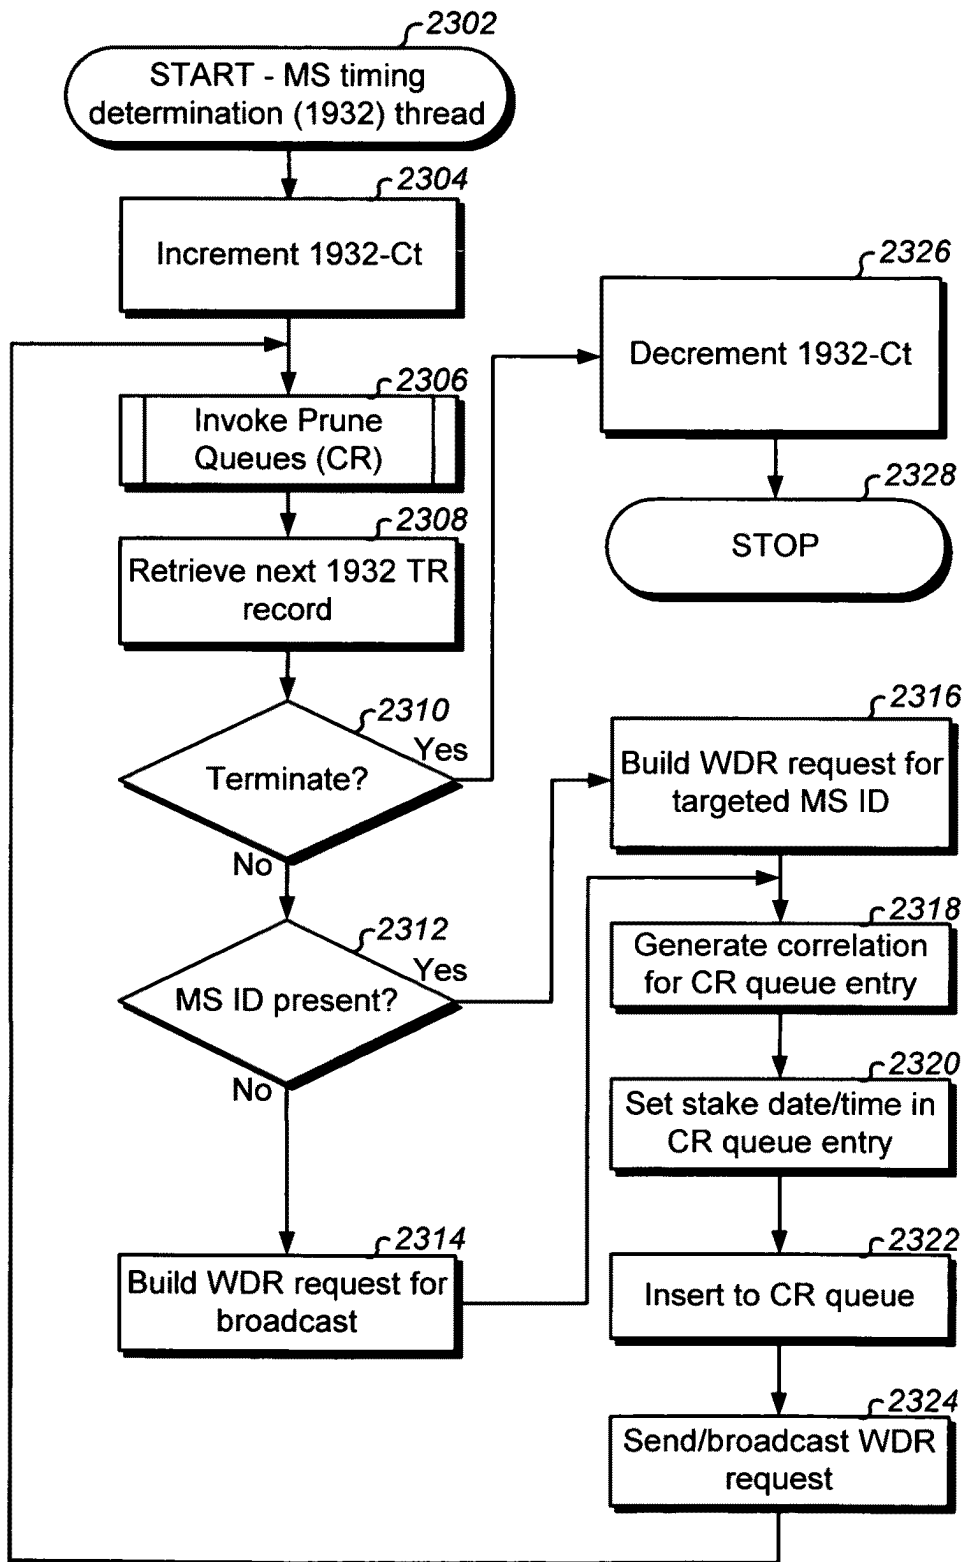 2302
START - MS timing
determination (1932) thread
2304
Increment 1932-Ct
2306
Invoke Prune
Queues (CR)
2308
Retrieve next 1932 TR
record
2310
Terminate?
Yes
No
2312
MS ID present?
Yes
No
2314
Build WDR request for
broadcast
2326
Decrement 1932-Ct
2328
STOP
2316
Build WDR request for
targeted MS ID
2318
Generate correlation
for CR queue entry
2320
Set stake date/time in
CR queue entry
2322
Insert to CR queue
2324
Send/broadcast WDR
request